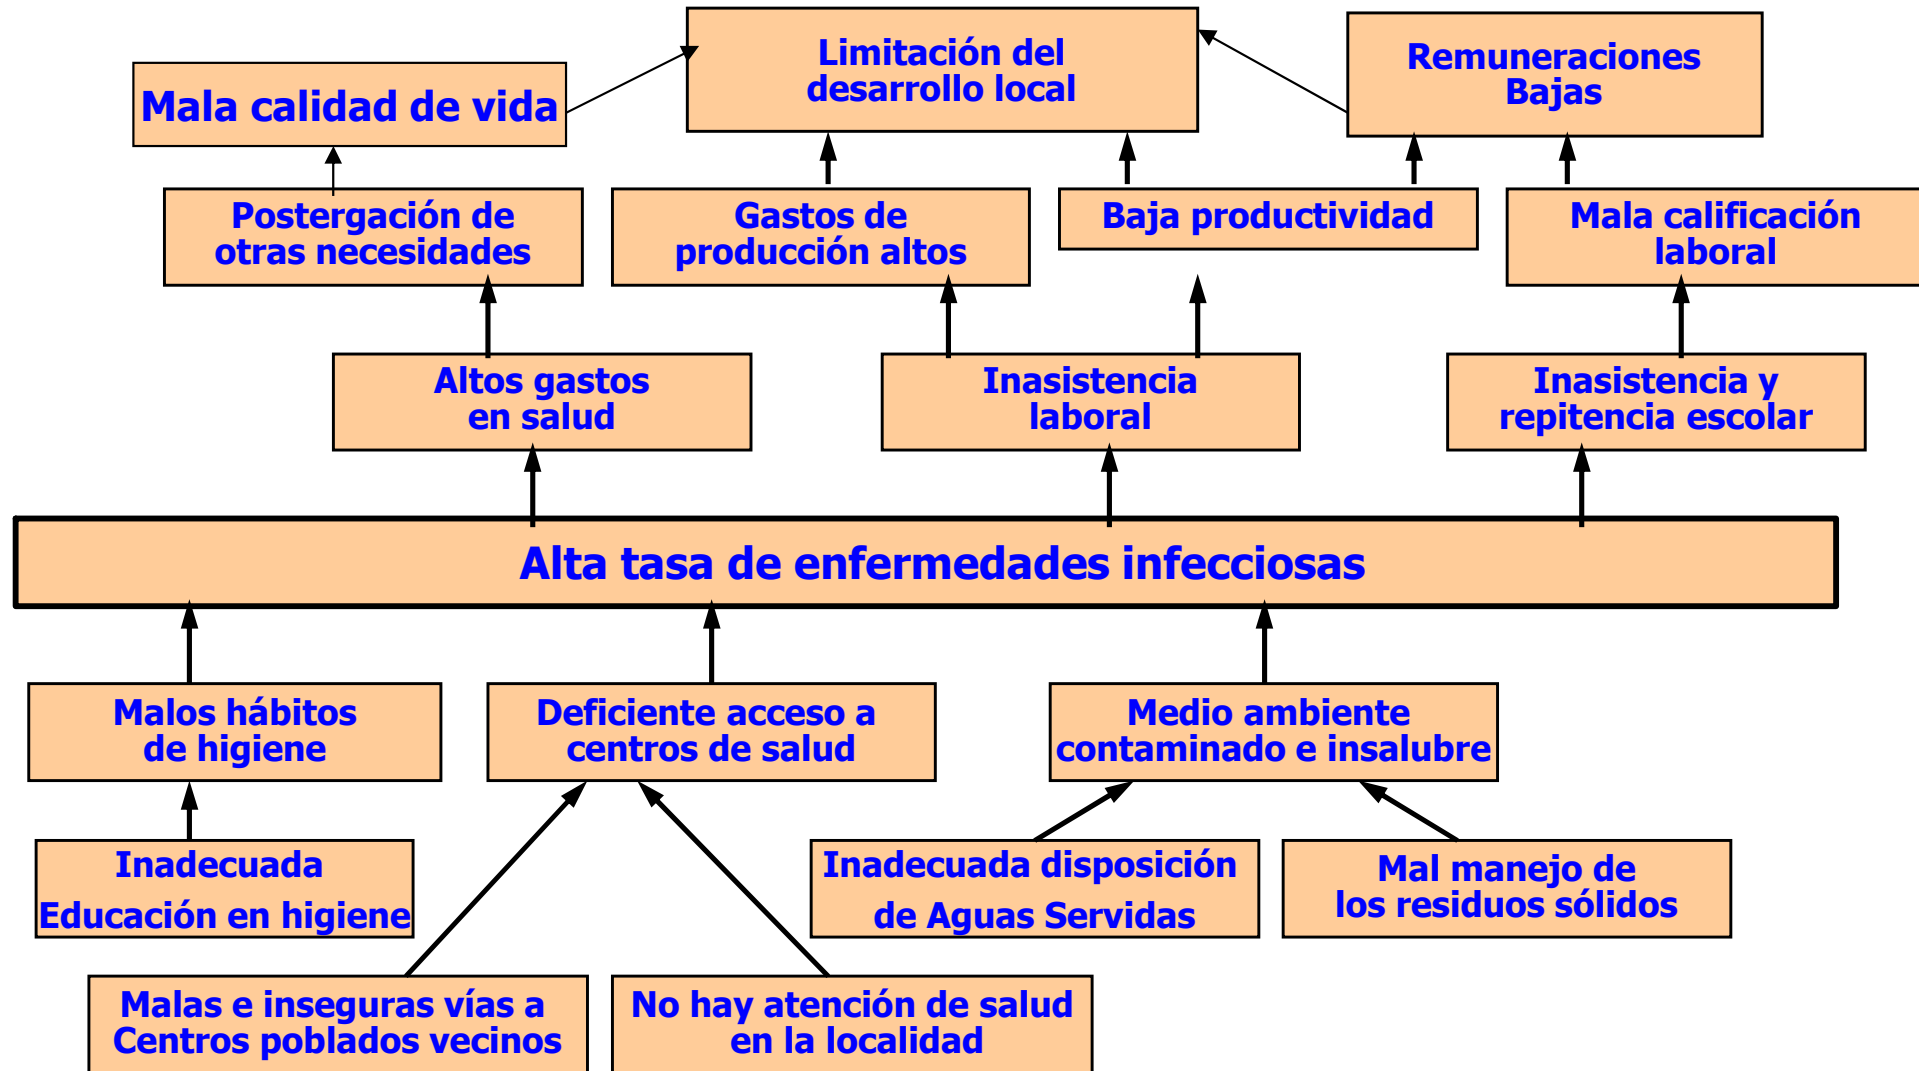 Limitación del
desarrollo local
Remuneraciones
Bajas
Mala calidad de vida
Postergación de
otras necesidades
Gastos de
producción altos
Baja productividad
Mala calificación
laboral
Altos gastos
en salud
Inasistencia
laboral
Inasistencia y
repitencia escolar
Alta tasa de enfermedades infecciosas
Malos hábitos
de higiene
Deficiente acceso a
centros de salud
Medio ambiente
contaminado e insalubre
Inadecuada
Educación en higiene
Inadecuada disposición
de Aguas Servidas
Mal manejo de
los residuos sólidos
Malas e inseguras vías a
Centros poblados vecinos
No hay atención de salud
en la localidad